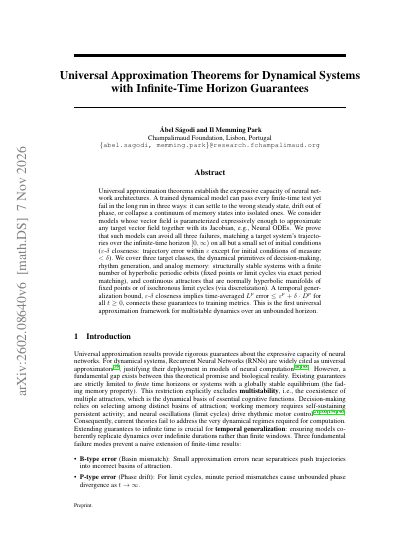 Universal Approximation Theorems for Dynamical Systems
with Infinite-Time Horizon Guarantees
Ábel Ságodi and Il Memming Park
Champalimaud Foundation, Lisbon, Portugal
{abel.sagodi, memming.park}@research.fchampalimaud.org
Abstract
Universal approximation theorems establish the expressive capacity of neural net-
work architectures. A trained dynamical model can pass every finite-time test yet
fail in the long run in three ways: it can settle to the wrong steady state, drift out of
phase, or collapse a continuum of memory states into isolated ones. We consider
models whose vector field is parameterized expressively enough to approximate
any target vector field together with its Jacobian, e.g., Neural ODEs. We prove
that such models can avoid all three failures, matching a target system's trajecto-
ries over the infinite-time horizon [0, ∞) on all but a small set of initial conditions
(ε-δ closeness: trajectory error ≤ ε except for initial conditions of measure
< δ). We cover three target classes, the dynamical primitives of decision-making,
rhythm generation, and analog memory: structurally stable systems with a finite
number of hyperbolic periodic orbits (fixed points or limit cycles via exact period
matching), and continuous attractors that are normally hyperbolic manifolds of
fixed points or of isochronous limit cycles (via discretization). A temporal gener-
alization bound, ε-δ closeness implies time-averaged Lᵖ error ≤ εᵖ + δ · Dᵖ for
all t ≥ 0, connects these guarantees to training metrics. This is the first universal
approximation framework for multistable dynamics over an unbounded horizon.
1 Introduction
Universal approximation results provide rigorous guarantees about the expressive capacity of neural
networks. For dynamical systems, Recurrent Neural Networks (RNNs) are widely cited as universal
approximators, justifying their deployment in models of neural computation. However, a
fundamental gap exists between this theoretical promise and biological reality. Existing guarantees
are strictly limited to finite time horizons or systems with a globally stable equilibrium (the fad-
ing memory property). This restriction explicitly excludes multistability, i.e., the coexistence of
multiple attractors, which is the dynamical basis of essential cognitive functions. Decision-making
relies on selecting among distinct basins of attraction; working memory requires self-sustaining
persistent activity; and neural oscillations (limit cycles) drive rhythmic motor control
Consequently, current theories fail to address the very dynamical regimes required for computation.
Extending guarantees to infinite time is crucial for temporal generalization: ensuring models co-
herently replicate dynamics over indefinite durations rather than finite windows. Three fundamental
failure modes prevent a naive extension of finite-time results:
• B-type error (Basin mismatch): Small approximation errors near separatrices push trajectories
into incorrect basins of attraction.
• P-type error (Phase drift): For limit cycles, minute period mismatches cause unbounded phase
divergence as t → ∞.
Preprint.
arXiv:2602.08640v6 [math.DS] 7 Nov 2026